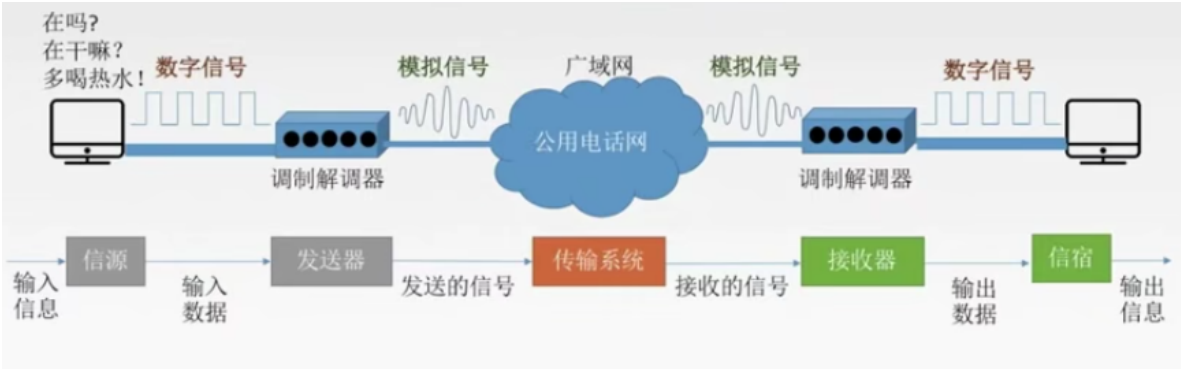 在吗?
在干嘛?
多喝热水!
数字信号
模拟信号
广域网
模拟信号
数字信号
公用电话网
调制解调器
调制解调器
信源
发送器
传输系统
接收器
信宿
输入
信息
输入
数据
发送的信号
接收的信号
输出
数据
输出
信息